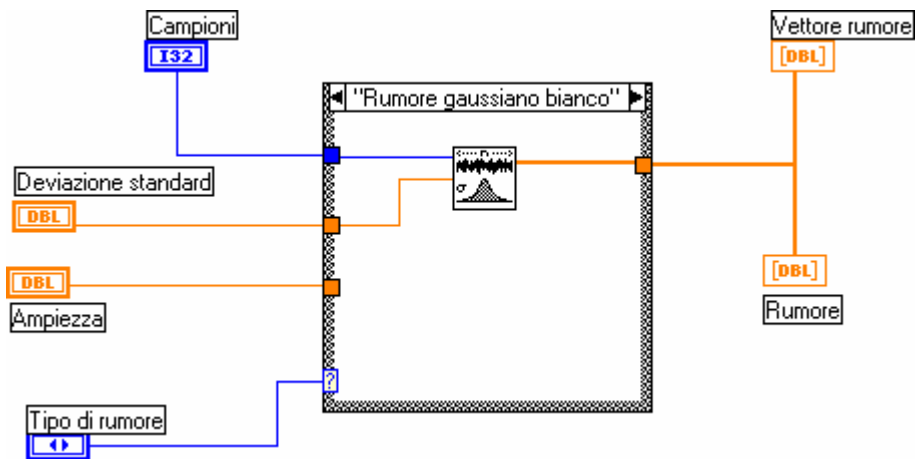 Campioni
I32
Vettore rumore
[DBL]
"Rumore gaussiano bianco"
n
σ
Deviazione standard
DBL
DBL
Ampiezza
[DBL]
Rumore
?
Tipo di rumore